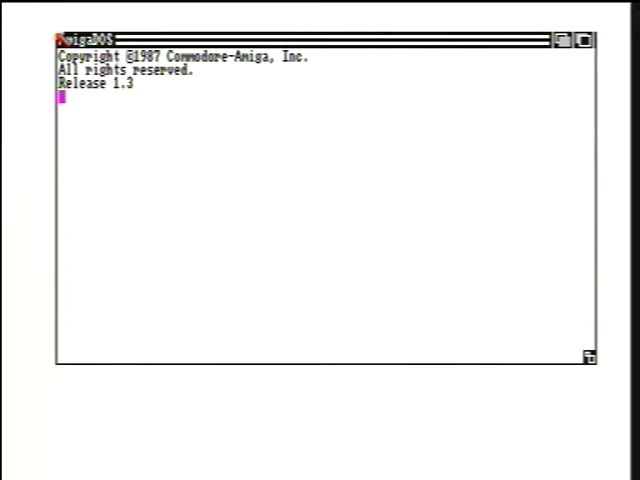 AmigaDOS
Copyright ©1987 Commodore-Amiga, Inc.
All rights reserved.
Release 1.3